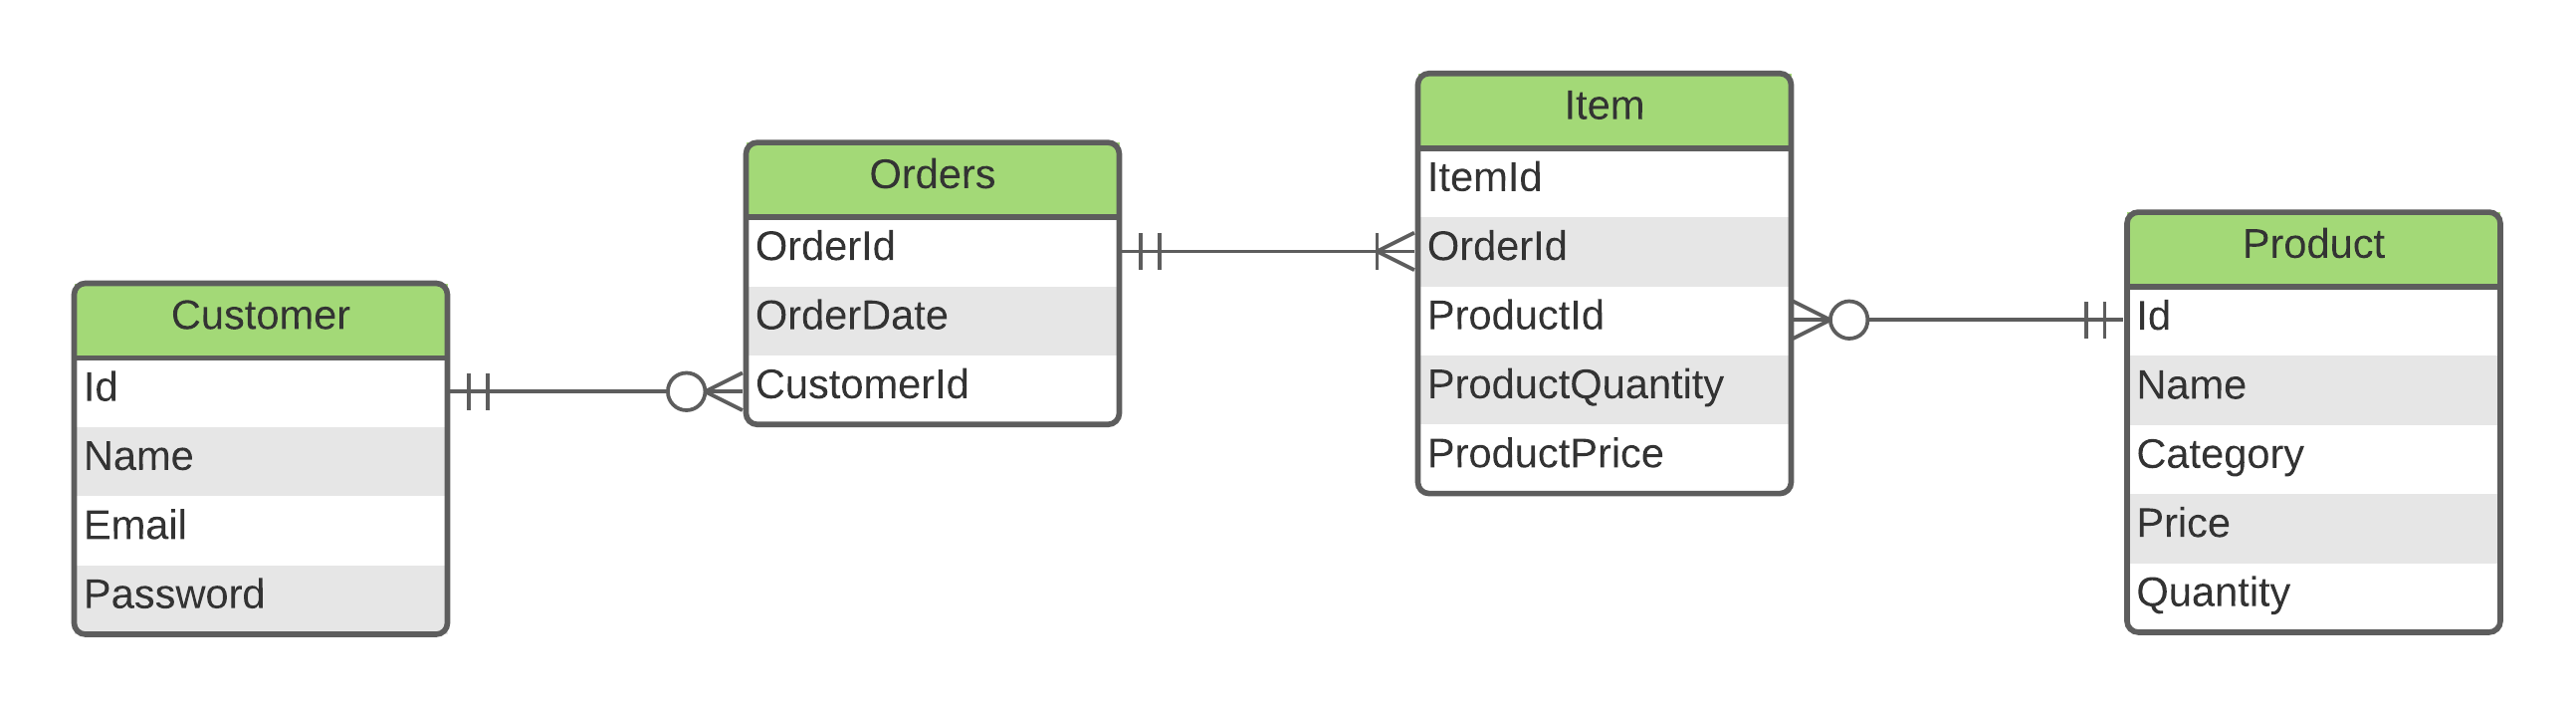 Customer
Id
Name
Email
Password
Orders
OrderId
OrderDate
CustomerId
Item
ItemId
OrderId
ProductId
ProductQuantity
ProductPrice
Product
Id
Name
Category
Price
Quantity